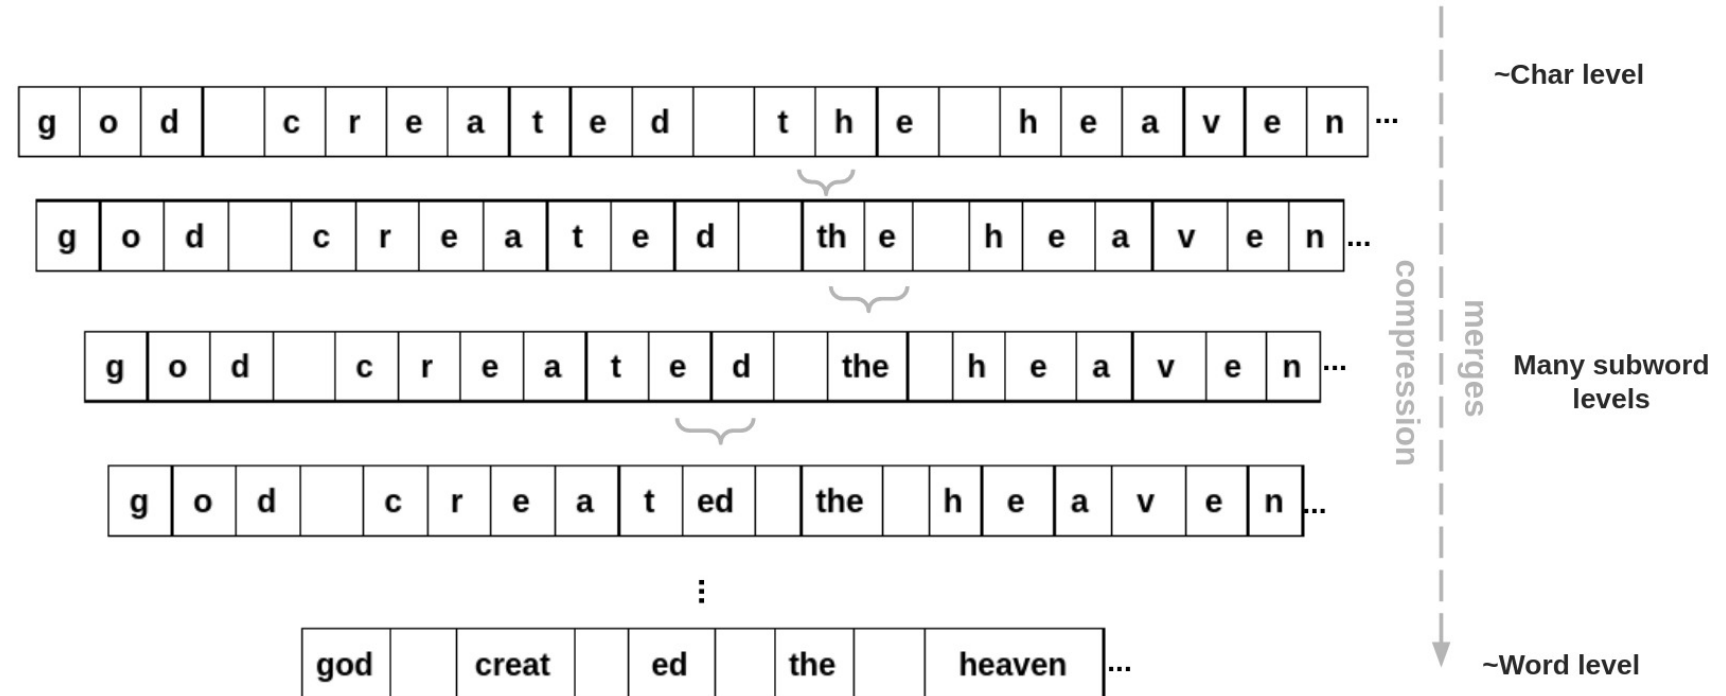 ~Char level
g o d c r e a t e d t h e h e a v e n ...
g o d c r e a t e d th e h e a v e n ...
compression
merges
g o d c r e a t e d the h e a v e n ...
Many subword
levels
g o d c r e a t ed the h e a v e n ...
...
god creat ed the heaven ...
~Word level